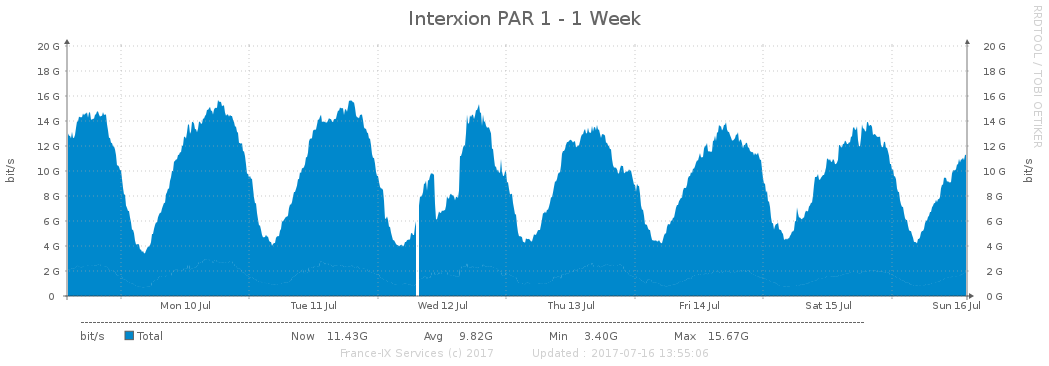 Interxion PAR 1 - 1 Week
RRDTOOL / TOBI OETIKER
20 G 20 G
18 G 18 G
16 G 16 G
14 G 14 G
12 G 12 G
10 G 10 G
8 G 8 G
6 G 6 G
4 G 4 G
2 G 2 G
0 0 G
bit/s bit/s
Mon 10 Jul Tue 11 Jul Wed 12 Jul Thu 13 Jul Fri 14 Jul Sat 15 Jul Sun 16 Jul
bit/s Total Now 11.43G Avg 9.82G Min 3.40G Max 15.67G
France-IX Services (c) 2017 Updated : 2017-07-16 13:55:06